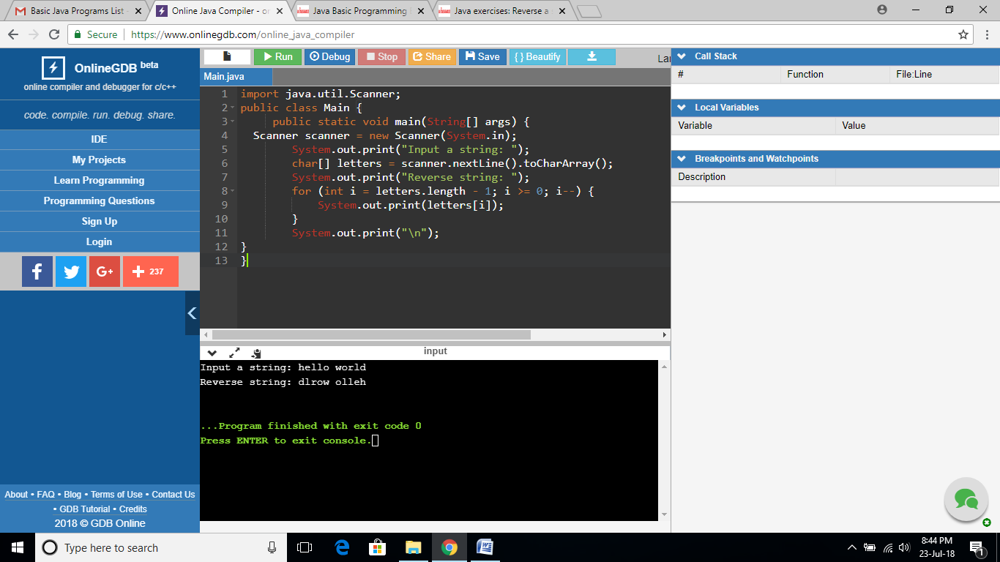 Basic Java Programs List -
Online Java Compiler - on
Java Basic Programming
Java exercises: Reverse a
Secure
https://www.onlinegdb.com/online_java_compiler
OnlineGDB beta
online compiler and debugger for c/c++
code. compile. run. debug. share.
IDE
My Projects
Learn Programming
Programming Questions
Sign Up
Login
f
G+
237
About • FAQ • Blog • Terms of Use • Contact Us
• GDB Tutorial • Credits
2018 © GDB Online
Run Debug Stop Share Save { } Beautify Lar
Main.java
1 import java.util.Scanner;
2 public class Main {
3 public static void main(String[] args) {
4 Scanner scanner = new Scanner(System.in);
5 System.out.print("Input a string: ");
6 char[] letters = scanner.nextLine().toCharArray();
7 System.out.print("Reverse string: ");
8 for (int i = letters.length - 1; i >= 0; i--) {
9 System.out.print(letters[i]);
10 }
11 System.out.print("\n");
12 }
13 }
input
Input a string: hello world
Reverse string: dlrow olleh
...Program finished with exit code 0
Press ENTER to exit console.
Call Stack
# Function File:Line
Local Variables
Variable Value
Breakpoints and Watchpoints
Description
Type here to search
8:44 PM
23-Jul-18
1